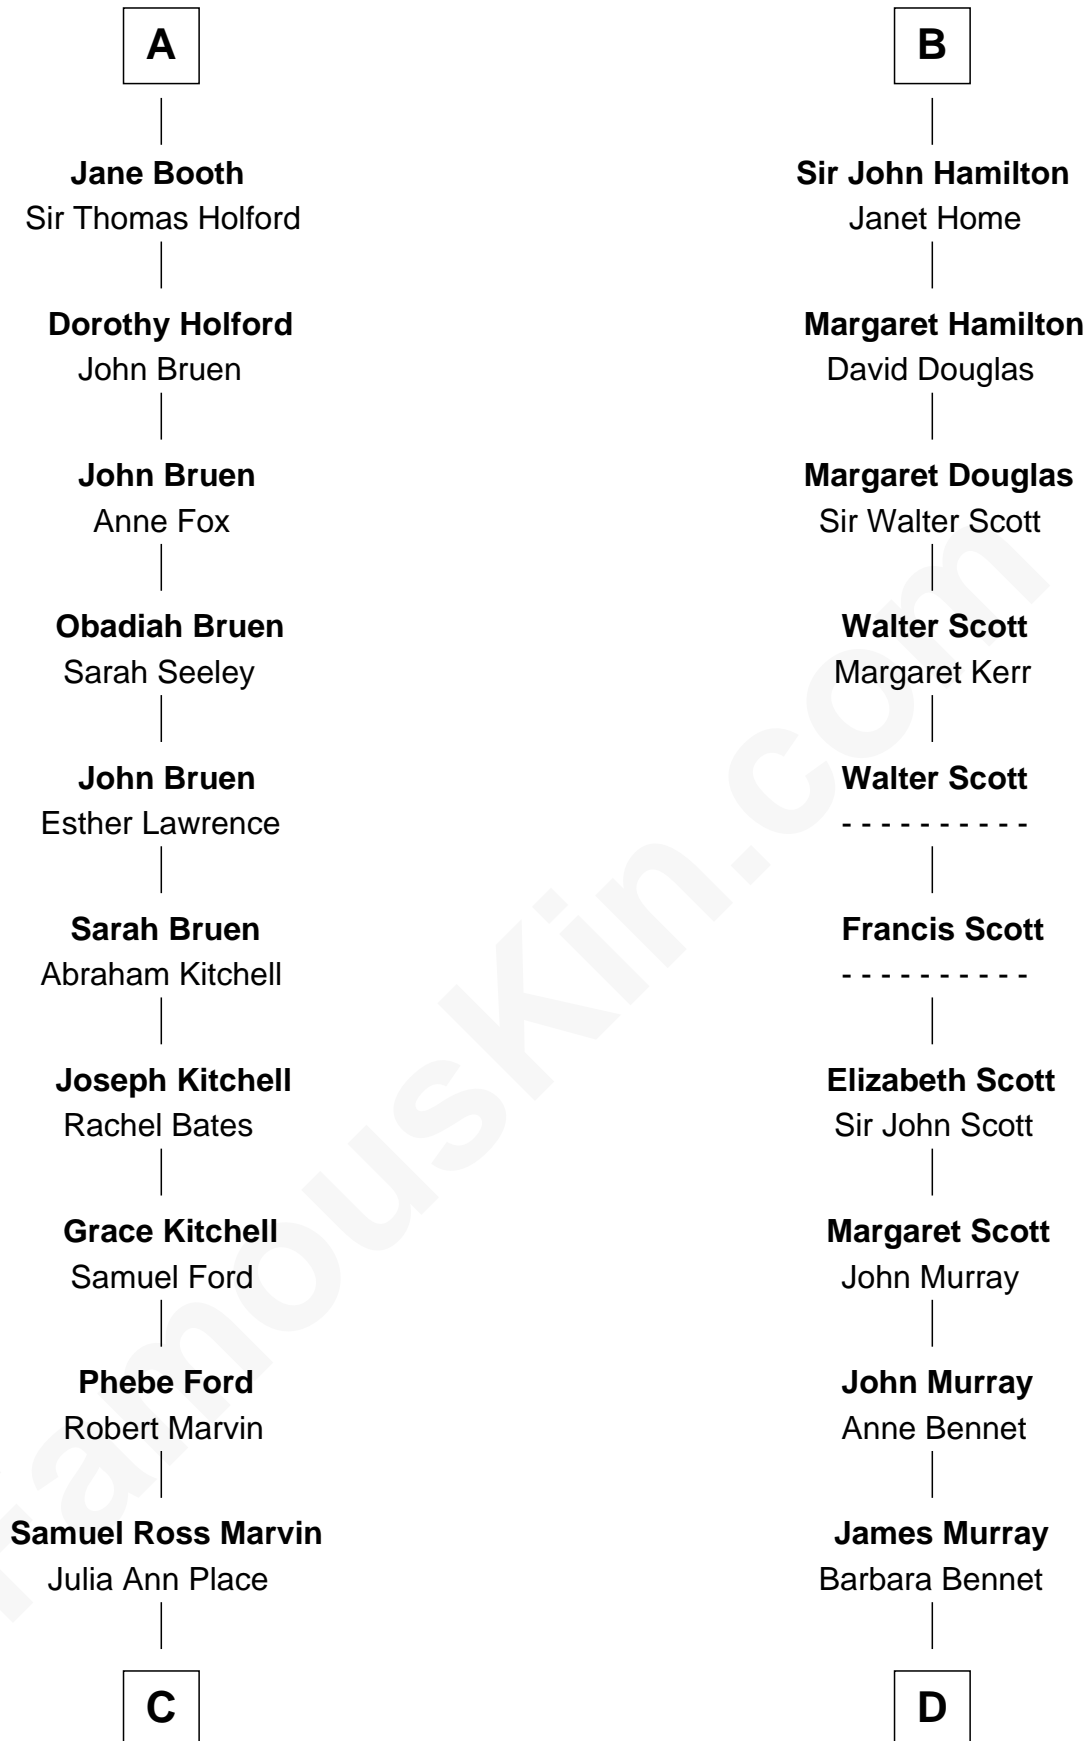 A
Jane Booth
Sir Thomas Holford
Dorothy Holford
John Bruen
John Bruen
Anne Fox
Obadiah Bruen
Sarah Seeley
John Bruen
Esther Lawrence
Sarah Bruen
Abraham Kitchell
Joseph Kitchell
Rachel Bates
Grace Kitchell
Samuel Ford
Phebe Ford
Robert Marvin
Samuel Ross Marvin
Julia Ann Place
C
B
Sir John Hamilton
Janet Home
Margaret Hamilton
David Douglas
Margaret Douglas
Sir Walter Scott
Walter Scott
Margaret Kerr
Walter Scott
- - - - - - - - - -
Francis Scott
- - - - - - - - - -
Elizabeth Scott
Sir John Scott
Margaret Scott
John Murray
John Murray
Anne Bennet
James Murray
Barbara Bennet
D
famouskin.com